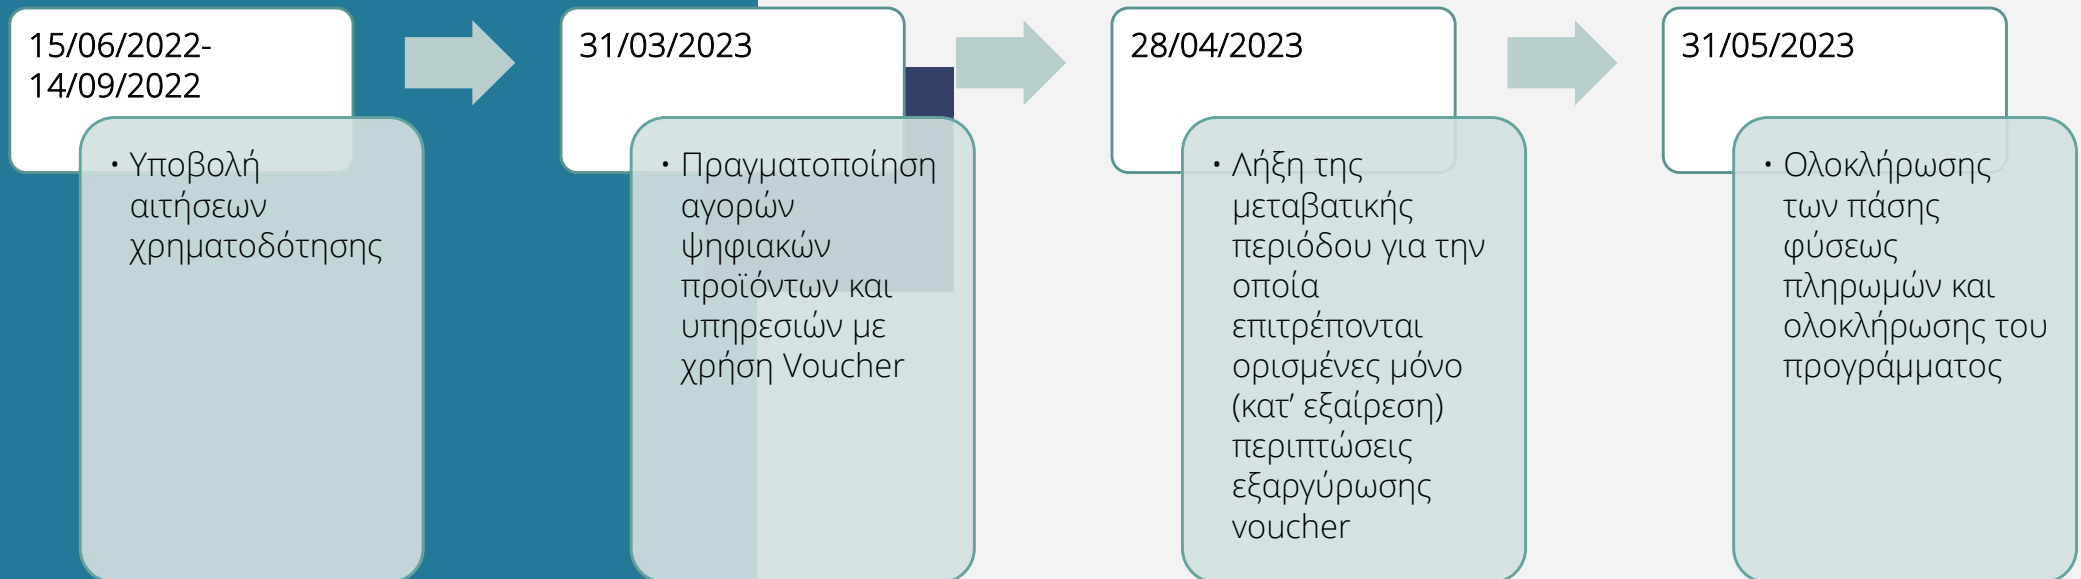 15/06/2022-
14/09/2022
• Υποβολή
αιτήσεων
χρηματοδότησης
31/03/2023
• Πραγματοποίηση
αγορών
ψηφιακών
προϊόντων και
υπηρεσιών με
χρήση Voucher
28/04/2023
• Λήξη της
μεταβατικής
περιόδου για την
οποία
επιτρέπονται
ορισμένες μόνο
(κατ’ εξαίρεση)
περιπτώσεις
εξαργύρωσης
voucher
31/05/2023
• Ολοκλήρωσης
των πάσης
φύσεως
πληρωμών και
ολοκλήρωσης του
προγράμματος